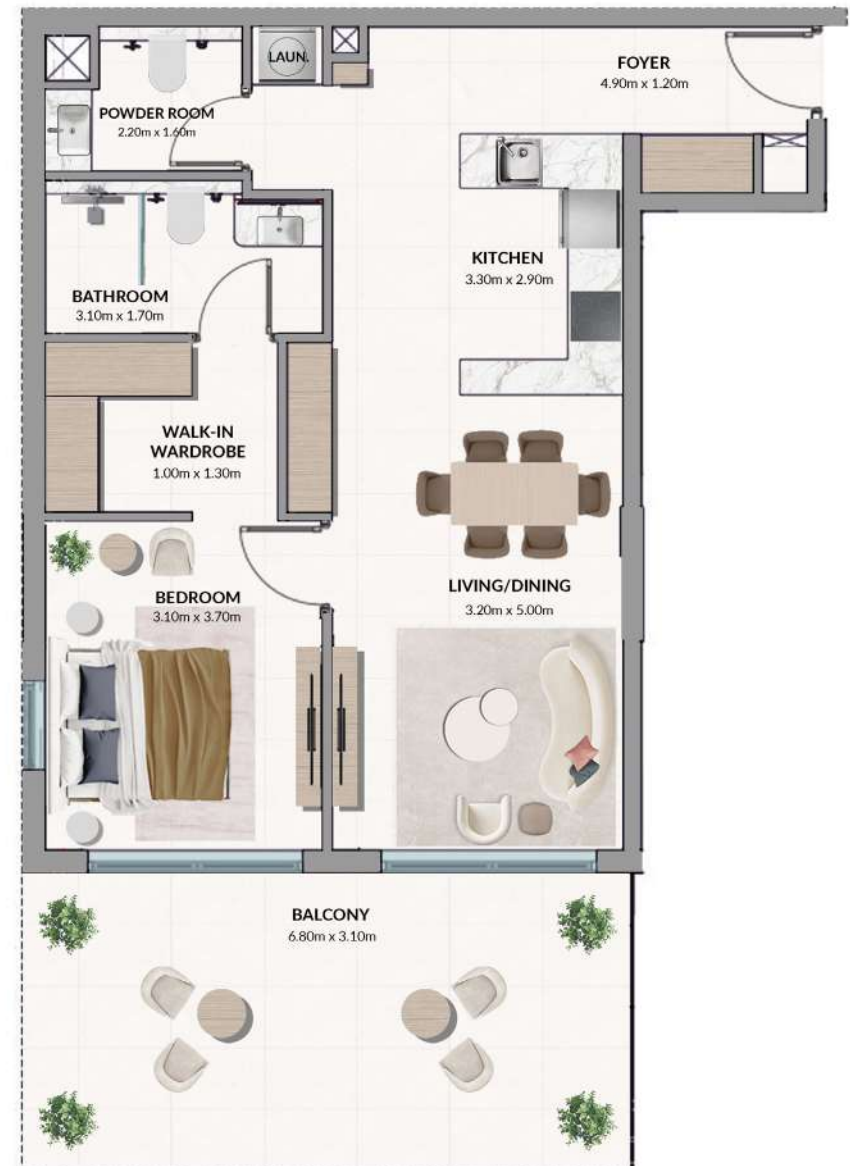 LAUN.
FOYER
4.90m x 1.20m
POWDER ROOM
2.20m x 1.60m
KITCHEN
3.30m x 2.90m
BATHROOM
3.10m x 1.70m
WALK-IN
WARDROBE
1.00m x 1.30m
BEDROOM
3.10m x 3.70m
LIVING/DINING
3.20m x 5.00m
BALCONY
6.80m x 3.10m